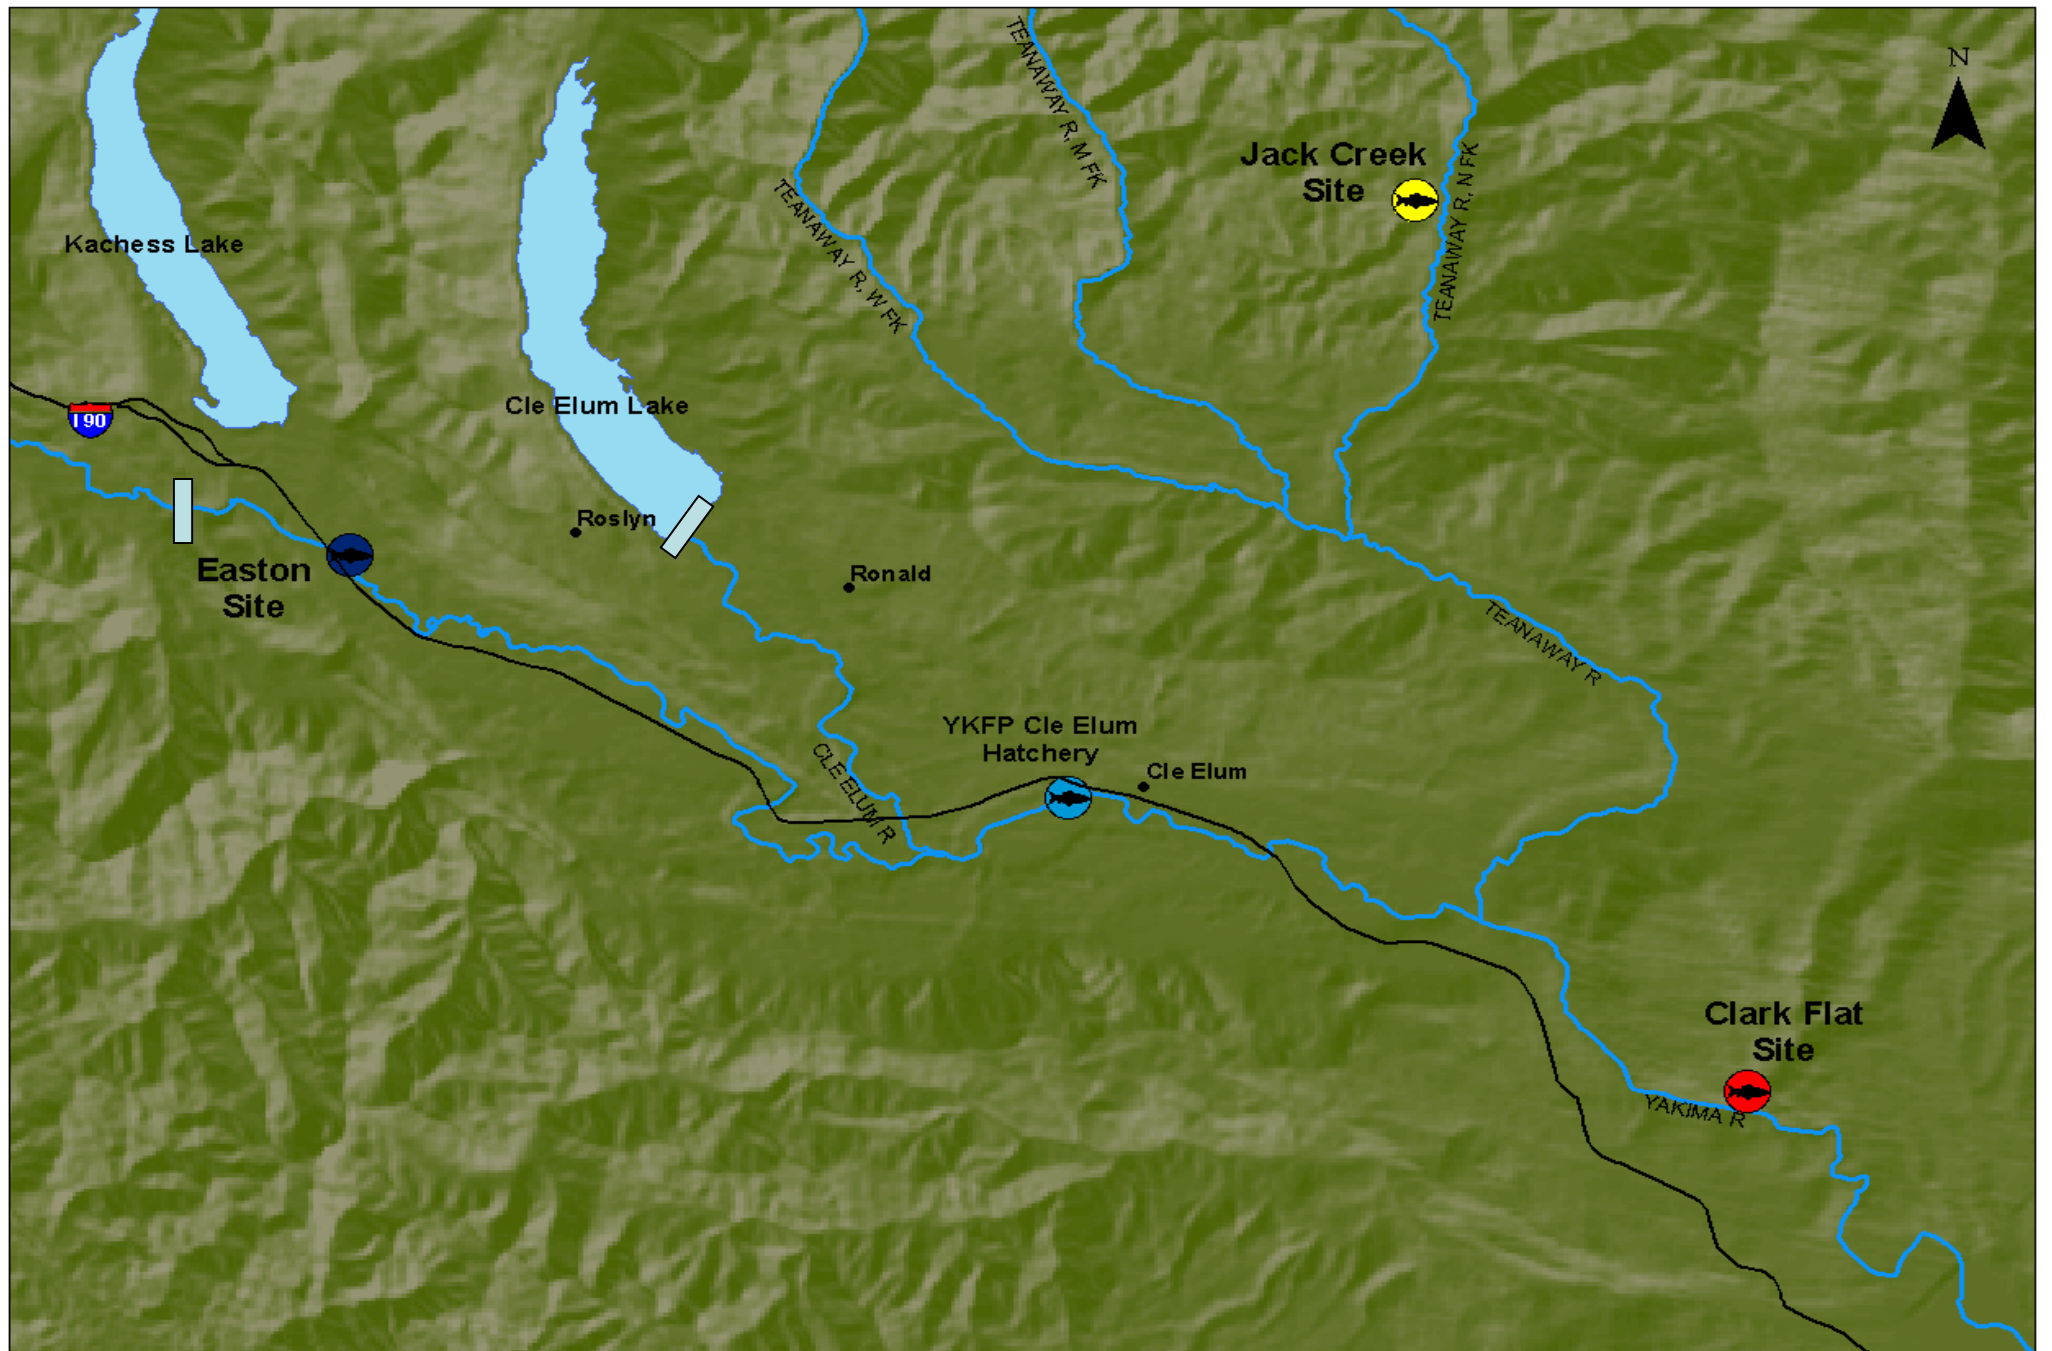 N
TEANAWAY R, M FK
Jack Creek
Site
TEANAWAY R, N FK
TEANAWAY R, W FK
Kachess Lake
Cle Elum Lake
I 90
Roslyn
Easton
Site
Ronald
TEANAWAY R
YKFP Cle Elum
Hatchery
CLE ELUM R
Cle Elum
Clark Flat
Site
YAKIMA R